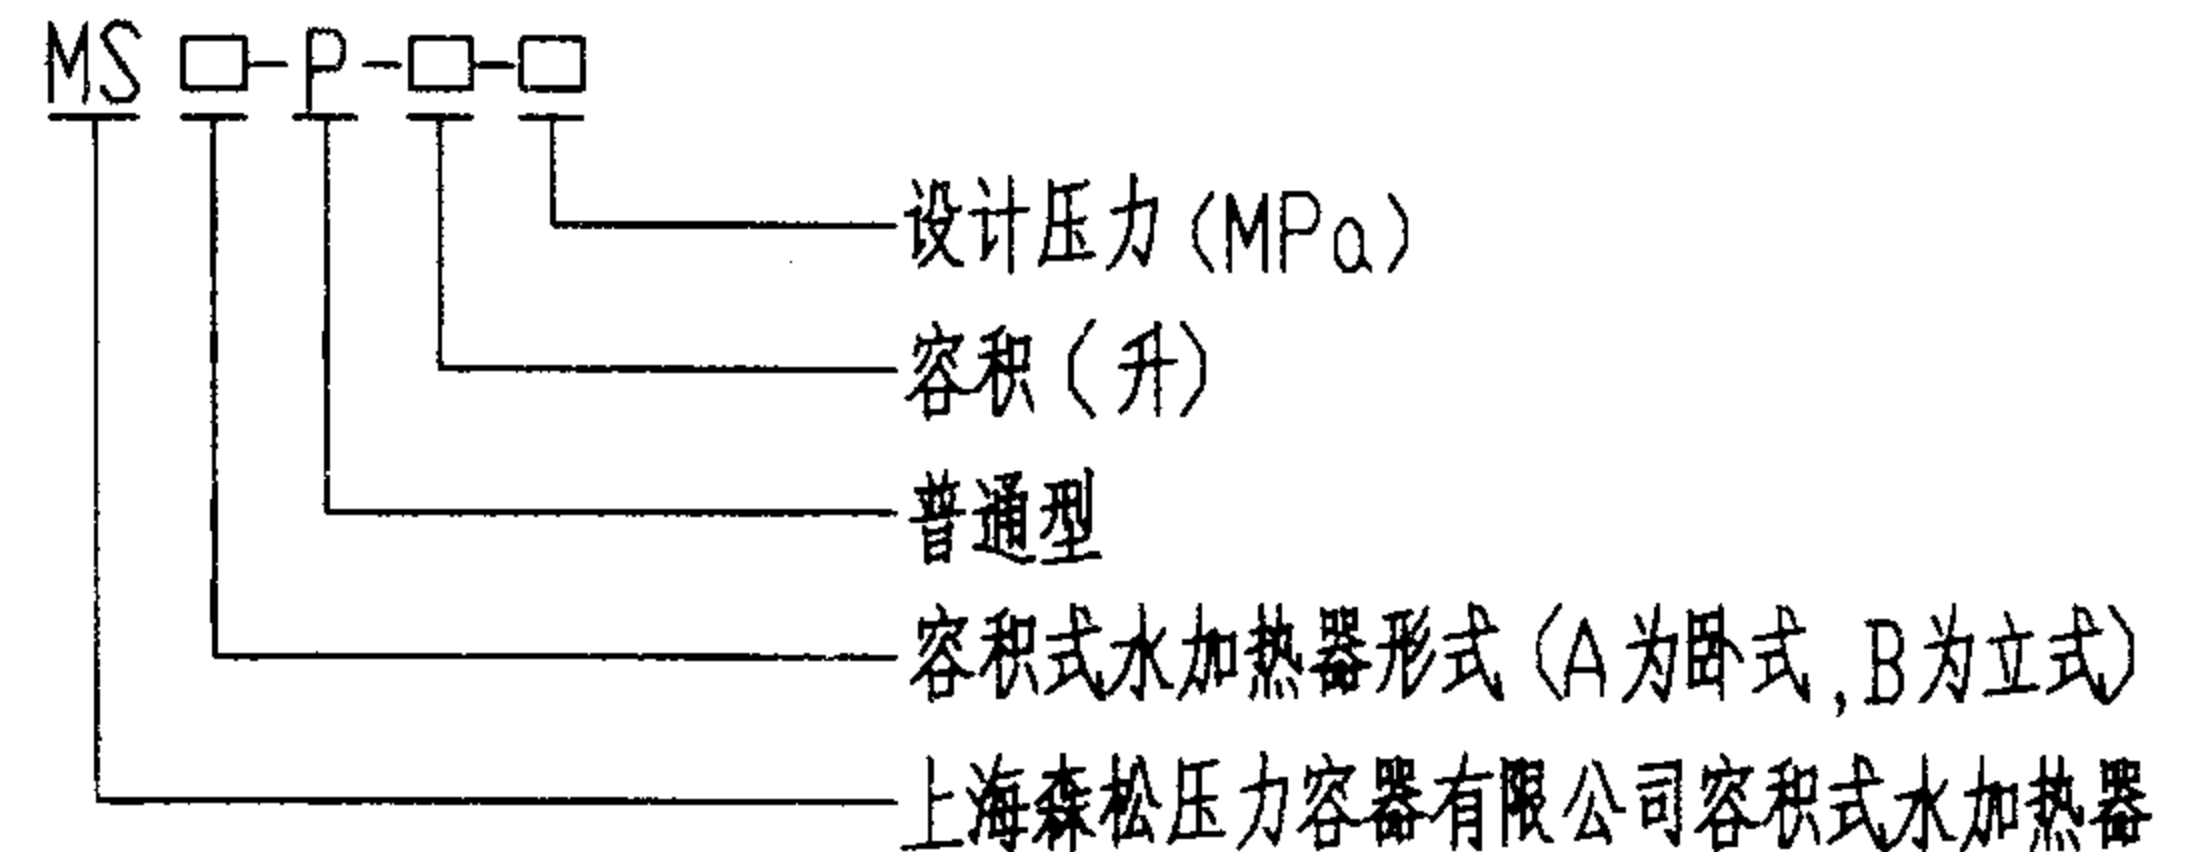 MS □-P-□-□
设计压力(MPa)
容积(升)
普通型
容积式水加热器形式(A为卧式,B为立式)
上海森松压力容器有限公司容积式水加热器